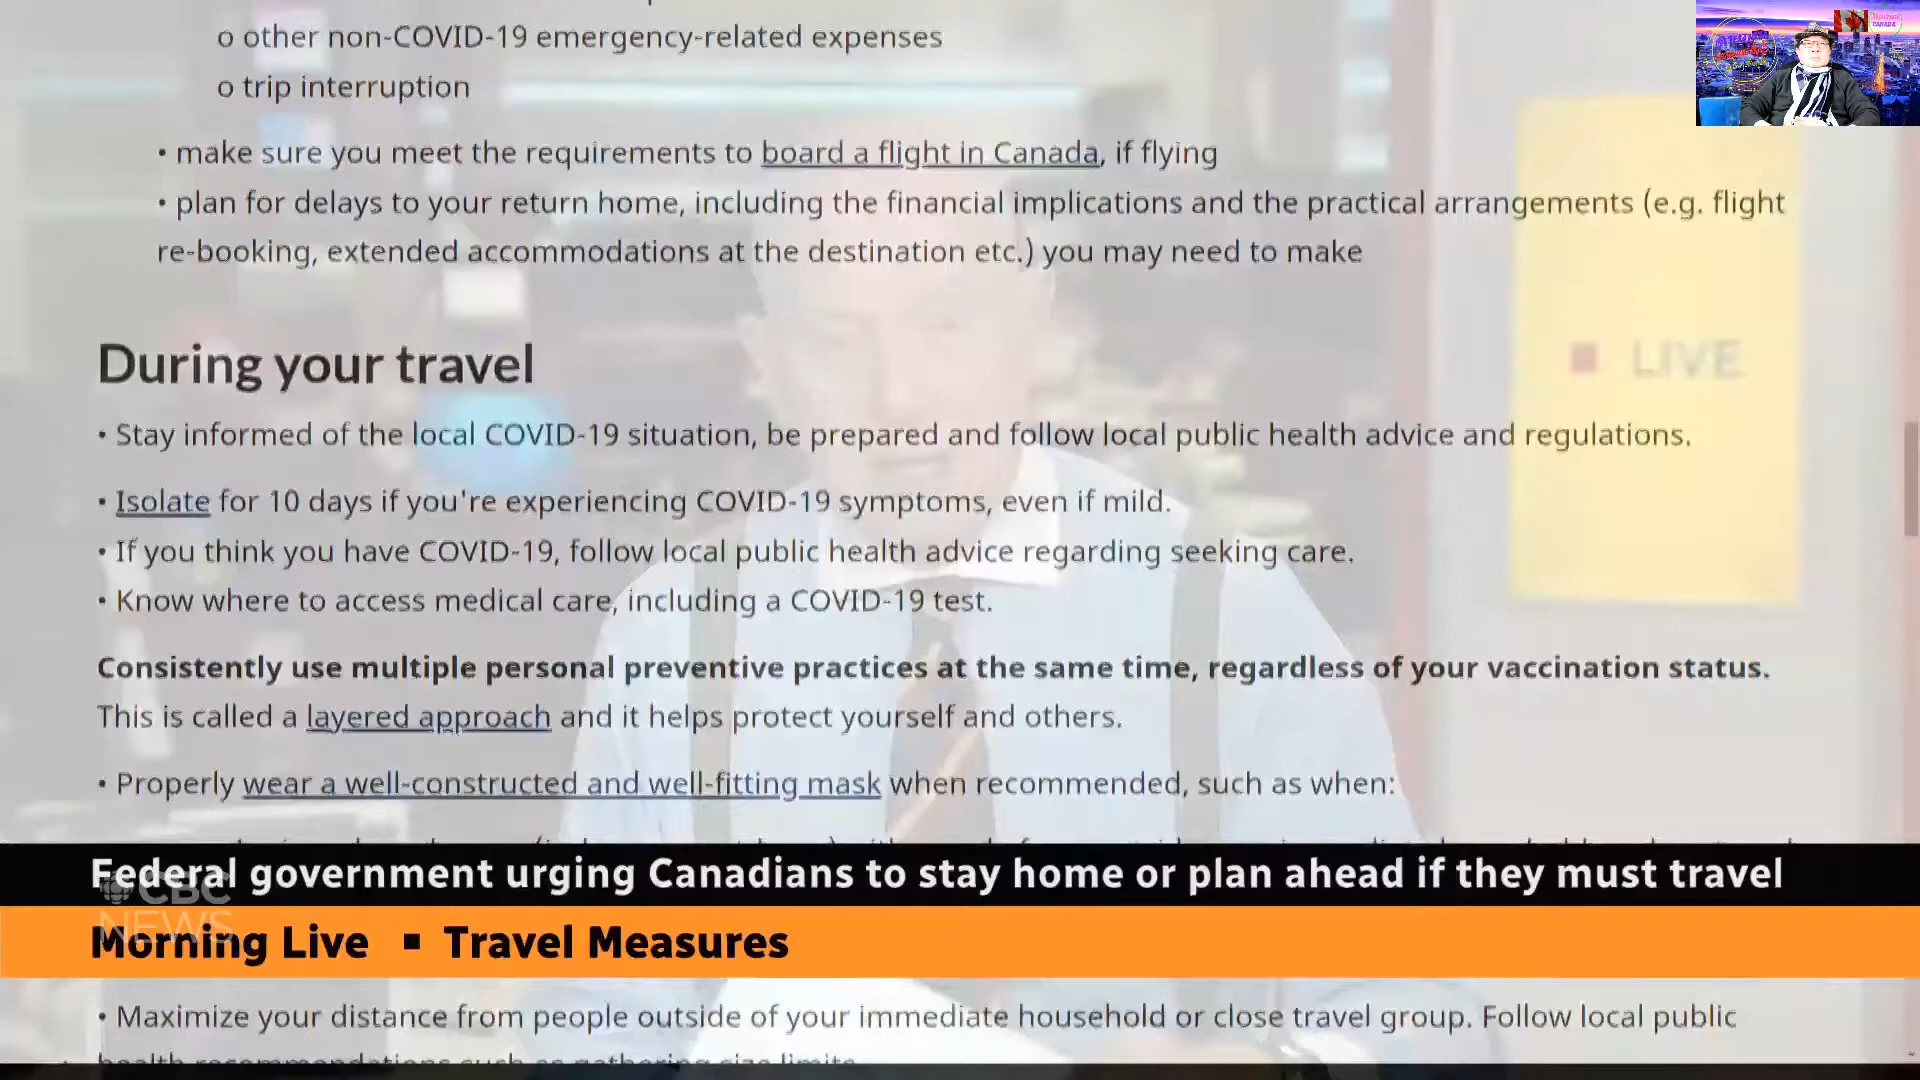 o other non-COVID-19 emergency-related expenses
o trip interruption
• make sure you meet the requirements to board a flight in Canada, if flying
• plan for delays to your return home, including the financial implications and the practical arrangements (e.g. flight
re-booking, extended accommodations at the destination etc.) you may need to make
LIVE
During your travel
• Stay informed of the local COVID-19 situation, be prepared and follow local public health advice and regulations.
• Isolate for 10 days if you're experiencing COVID-19 symptoms, even if mild.
• If you think you have COVID-19, follow local public health advice regarding seeking care.
• Know where to access medical care, including a COVID-19 test.
Consistently use multiple personal preventive practices at the same time, regardless of your vaccination status.
This is called a layered approach and it helps protect yourself and others.
• Properly wear a well-constructed and well-fitting mask when recommended, such as when:
Federal government urging Canadians to stay home or plan ahead if they must travel
CBC
NEWS
Morning Live ▪ Travel Measures
• Maximize your distance from people outside of your immediate household or close travel group. Follow local public
health recommendations such as gathering size limits